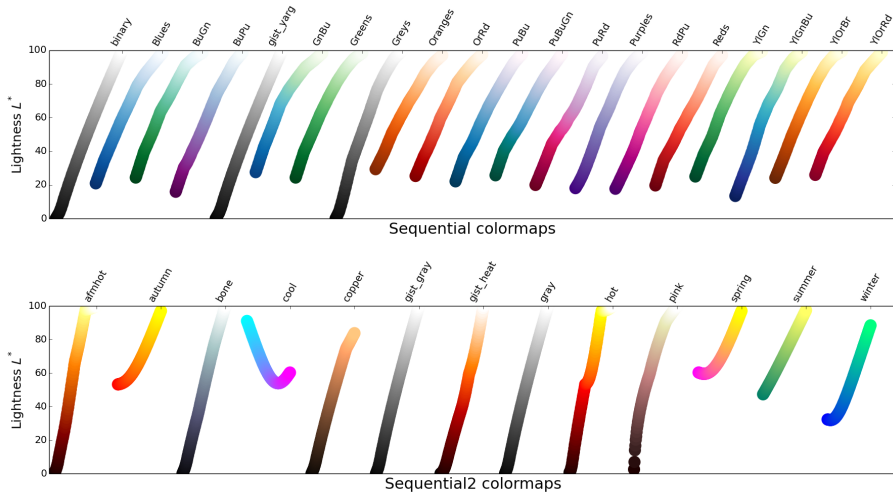 binary Blues BuGn BuPu gist_yarg GnBu Greens Greys Oranges OrRd PuBu PuBuGn PuRd Purples RdPu Reds YlGn YlGnBu YlOrBr YlOrRd
100
80
60
40
20
0
Lightness L*
Sequential colormaps
afmhot autumn bone cool copper gist_gray gist_heat gray hot pink spring summer winter
100
80
60
40
20
0
Lightness L*
Sequential2 colormaps